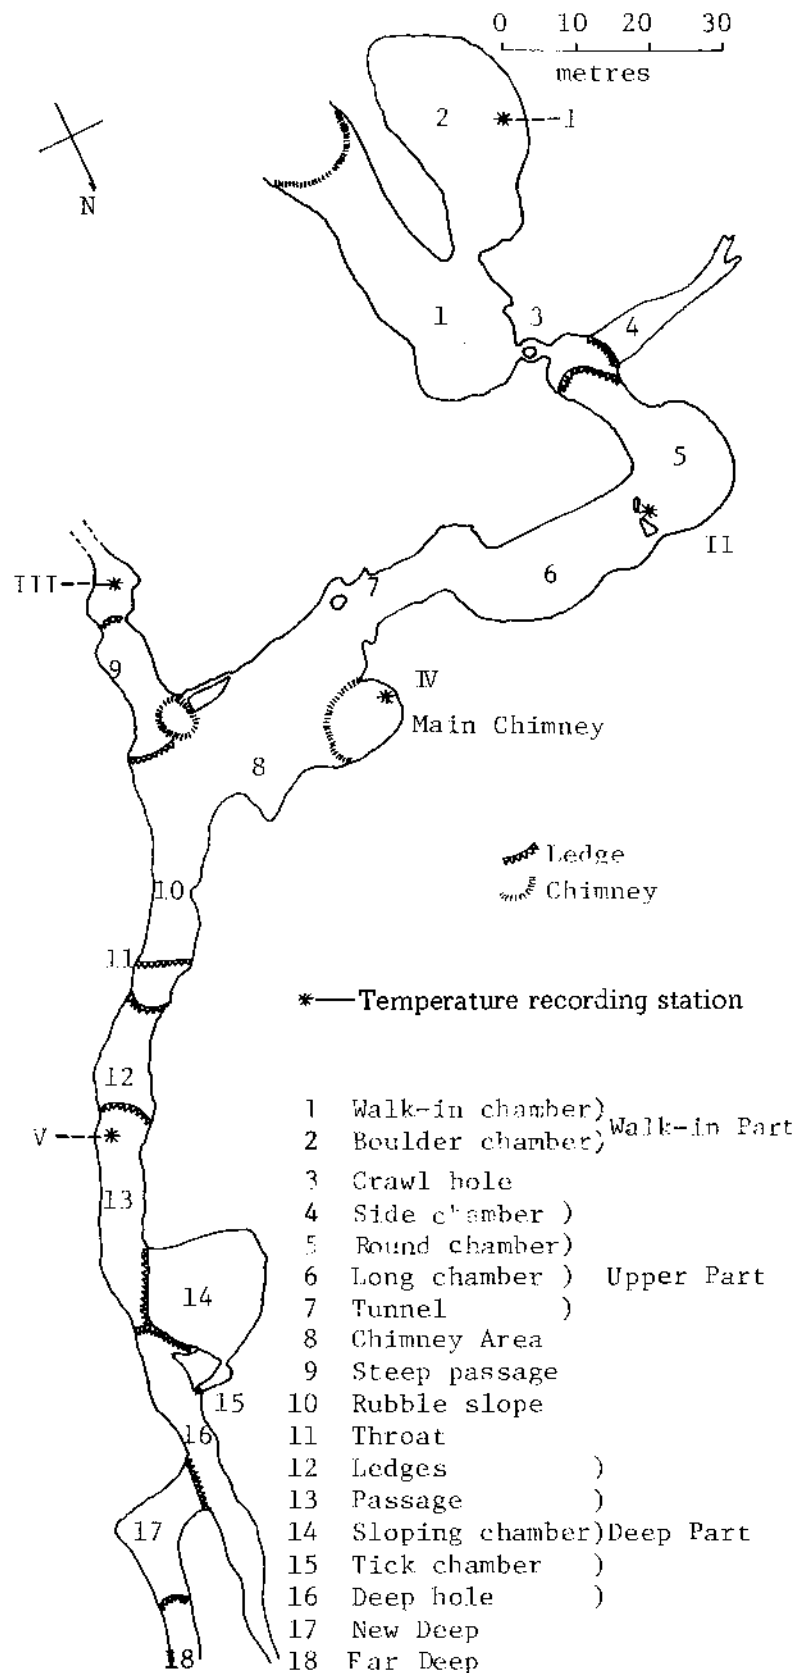 0 10 20 30
metres
N
2
I
1
3
4
5
II
6
7
III
9
IV
Main Chimney
8
Ledge
Chimney
10
11
Temperature recording station
12
V
13
14
15
16
17
18
1 Walk-in chamber)
2 Boulder chamber) Walk-in Part
3 Crawl hole
4 Side chamber )
5 Round chamber)
6 Long chamber ) Upper Part
7 Tunnel )
8 Chimney Area
9 Steep passage
10 Rubble slope
11 Throat
12 Ledges )
13 Passage )
14 Sloping chamber) Deep Part
15 Tick chamber )
16 Deep hole )
17 New Deep
18 Far Deep